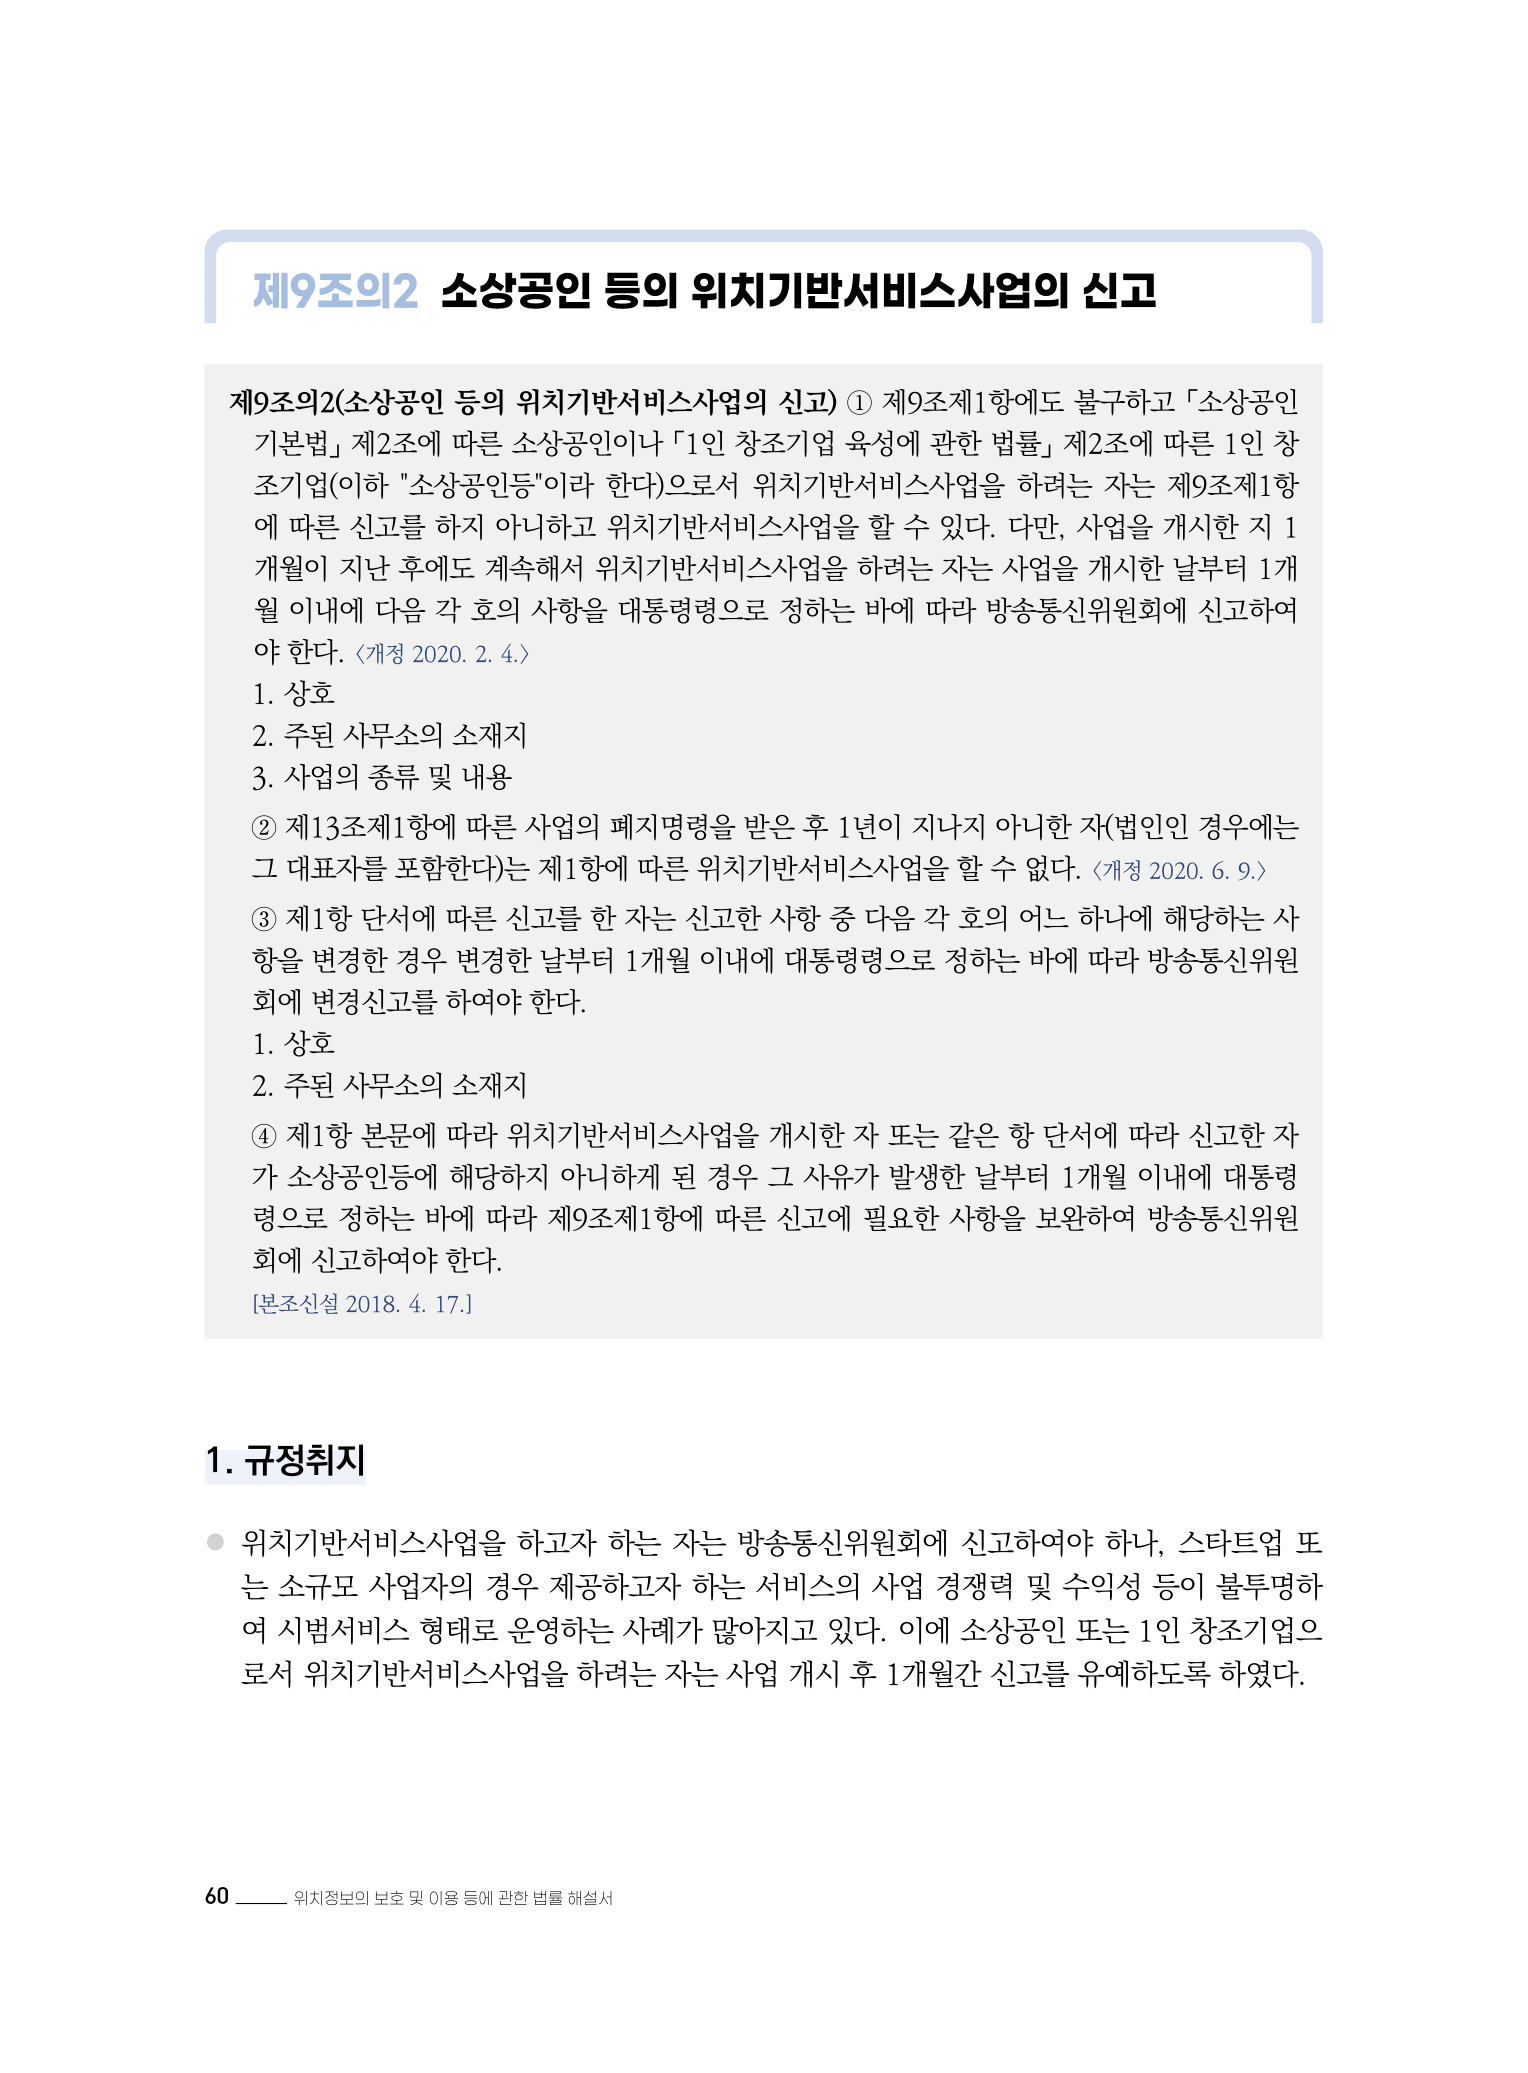 제9조의2 소상공인 등의 위치기반서비스사업의 신고
제9조의2(소상공인 등의 위치기반서비스사업의 신고) ① 제9조제1항에도 불구하고 「소상공인
기본법」 제2조에 따른 소상공인이나 「1인 창조기업 육성에 관한 법률」 제2조에 따른 1인 창
조기업(이하 "소상공인등"이라 한다)으로서 위치기반서비스사업을 하려는 자는 제9조제1항
에 따른 신고를 하지 아니하고 위치기반서비스사업을 할 수 있다. 다만, 사업을 개시한 지 1
개월이 지난 후에도 계속해서 위치기반서비스사업을 하려는 자는 사업을 개시한 날부터 1개
월 이내에 다음 각 호의 사항을 대통령령으로 정하는 바에 따라 방송통신위원회에 신고하여
야 한다. 〈개정 2020. 2. 4.〉
1. 상호
2. 주된 사무소의 소재지
3. 사업의 종류 및 내용
② 제13조제1항에 따른 사업의 폐지명령을 받은 후 1년이 지나지 아니한 자(법인인 경우에는
그 대표자를 포함한다)는 제1항에 따른 위치기반서비스사업을 할 수 없다. 〈개정 2020. 6. 9.〉
③ 제1항 단서에 따른 신고를 한 자는 신고한 사항 중 다음 각 호의 어느 하나에 해당하는 사
항을 변경한 경우 변경한 날부터 1개월 이내에 대통령령으로 정하는 바에 따라 방송통신위원
회에 변경신고를 하여야 한다.
1. 상호
2. 주된 사무소의 소재지
④ 제1항 본문에 따라 위치기반서비스사업을 개시한 자 또는 같은 항 단서에 따라 신고한 자
가 소상공인등에 해당하지 아니하게 된 경우 그 사유가 발생한 날부터 1개월 이내에 대통령
령으로 정하는 바에 따라 제9조제1항에 따른 신고에 필요한 사항을 보완하여 방송통신위원
회에 신고하여야 한다.
[본조신설 2018. 4. 17.]
1. 규정취지
● 위치기반서비스사업을 하고자 하는 자는 방송통신위원회에 신고하여야 하나, 스타트업 또
는 소규모 사업자의 경우 제공하고자 하는 서비스의 사업 경쟁력 및 수익성 등이 불투명하
여 시범서비스 형태로 운영하는 사례가 많아지고 있다. 이에 소상공인 또는 1인 창조기업으
로서 위치기반서비스사업을 하려는 자는 사업 개시 후 1개월간 신고를 유예하도록 하였다.
60 위치정보의 보호 및 이용 등에 관한 법률 해설서